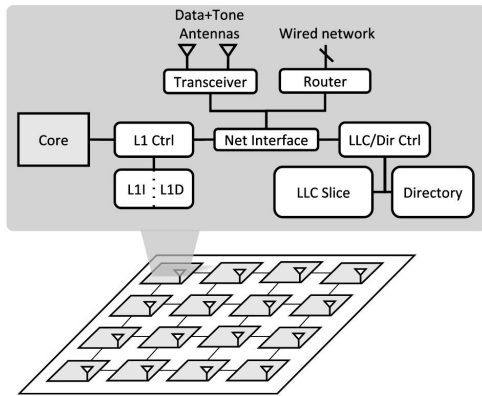 Data+Tone
Antennas
Wired network
Transceiver
Router
Core
L1 Ctrl
Net Interface
LLC/Dir Ctrl
L1I
L1D
LLC Slice
Directory